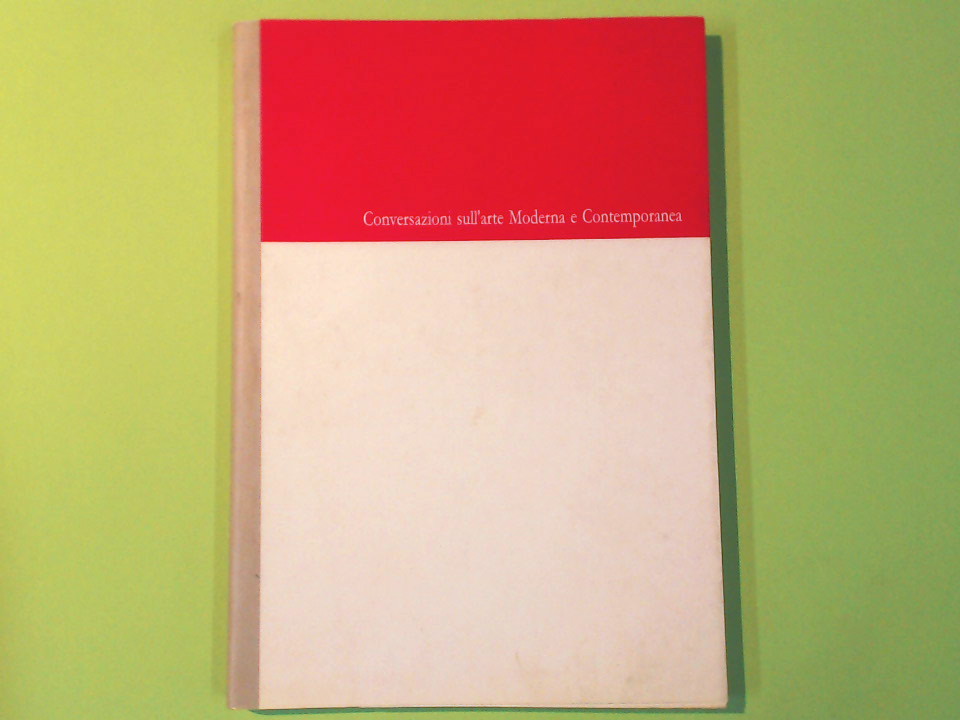 Conversazioni sull'arte Moderna e Contemporanea